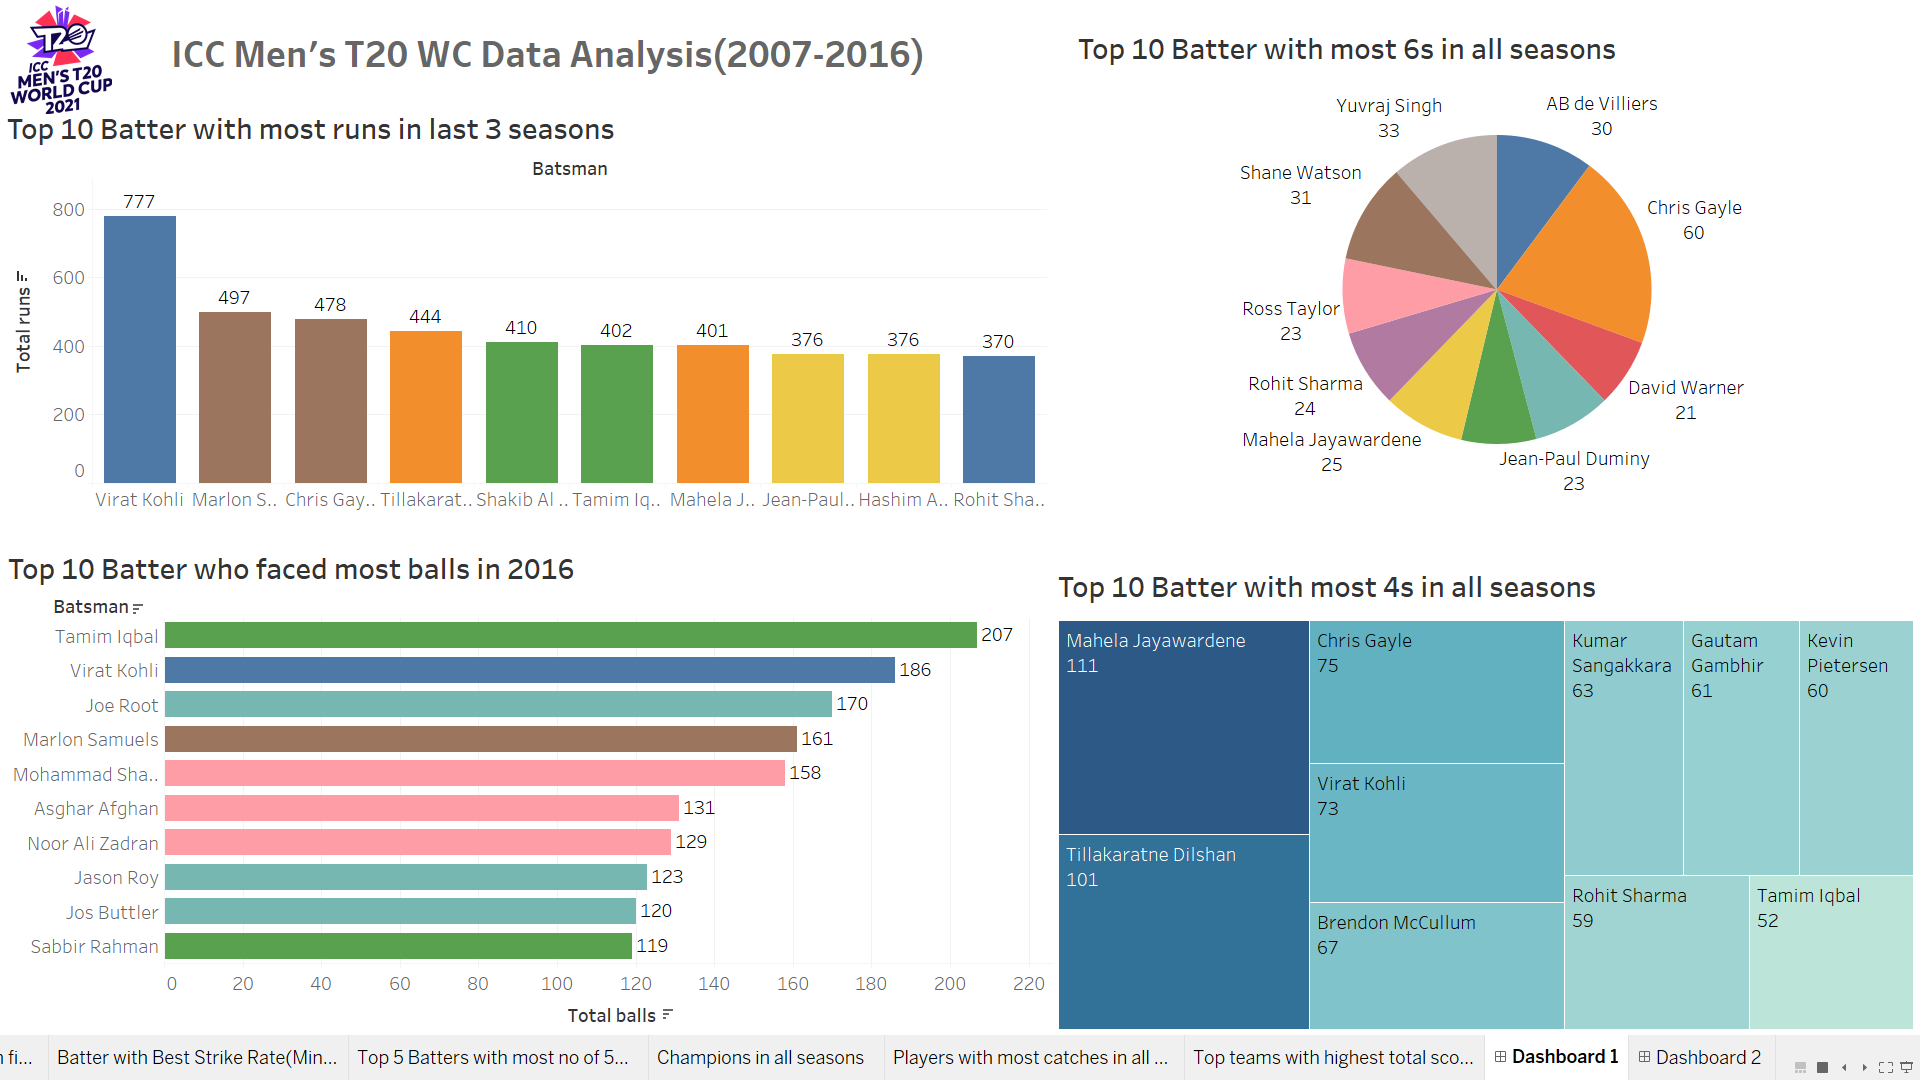 T20
ICC
MEN'S T20
WORLD CUP
2021
ICC Men's T20 WC Data Analysis(2007-2016)
Top 10 Batter with most runs in last 3 seasons
Batsman
Total runs
800
600
400
200
0
777
497
478
444
410
402
401
376
376
370
Virat Kohli
Marlon S..
Chris Gay..
Tillakarat..
Shakib Al ..
Tamim Iq..
Mahela J..
Jean-Paul..
Hashim A..
Rohit Sha..
Top 10 Batter with most 6s in all seasons
Yuvraj Singh
33
AB de Villiers
30
Shane Watson
31
Chris Gayle
60
Ross Taylor
23
Rohit Sharma
24
David Warner
21
Mahela Jayawardene
25
Jean-Paul Duminy
23
Top 10 Batter who faced most balls in 2016
Batsman
Tamim Iqbal 207
Virat Kohli 186
Joe Root 170
Marlon Samuels 161
Mohammad Sha.. 158
Asghar Afghan 131
Noor Ali Zadran 129
Jason Roy 123
Jos Buttler 120
Sabbir Rahman 119
0 20 40 60 80 100 120 140 160 180 200 220
Total balls
Top 10 Batter with most 4s in all seasons
Mahela Jayawardene
111
Tillakaratne Dilshan
101
Chris Gayle
75
Virat Kohli
73
Brendon McCullum
67
Kumar
Sangakkara
63
Gautam
Gambhir
61
Kevin
Pietersen
60
Rohit Sharma
59
Tamim Iqbal
52
n fi...
Batter with Best Strike Rate(Min...
Top 5 Batters with most no of 5...
Champions in all seasons
Players with most catches in all ...
Top teams with highest total sco...
Dashboard 1
Dashboard 2